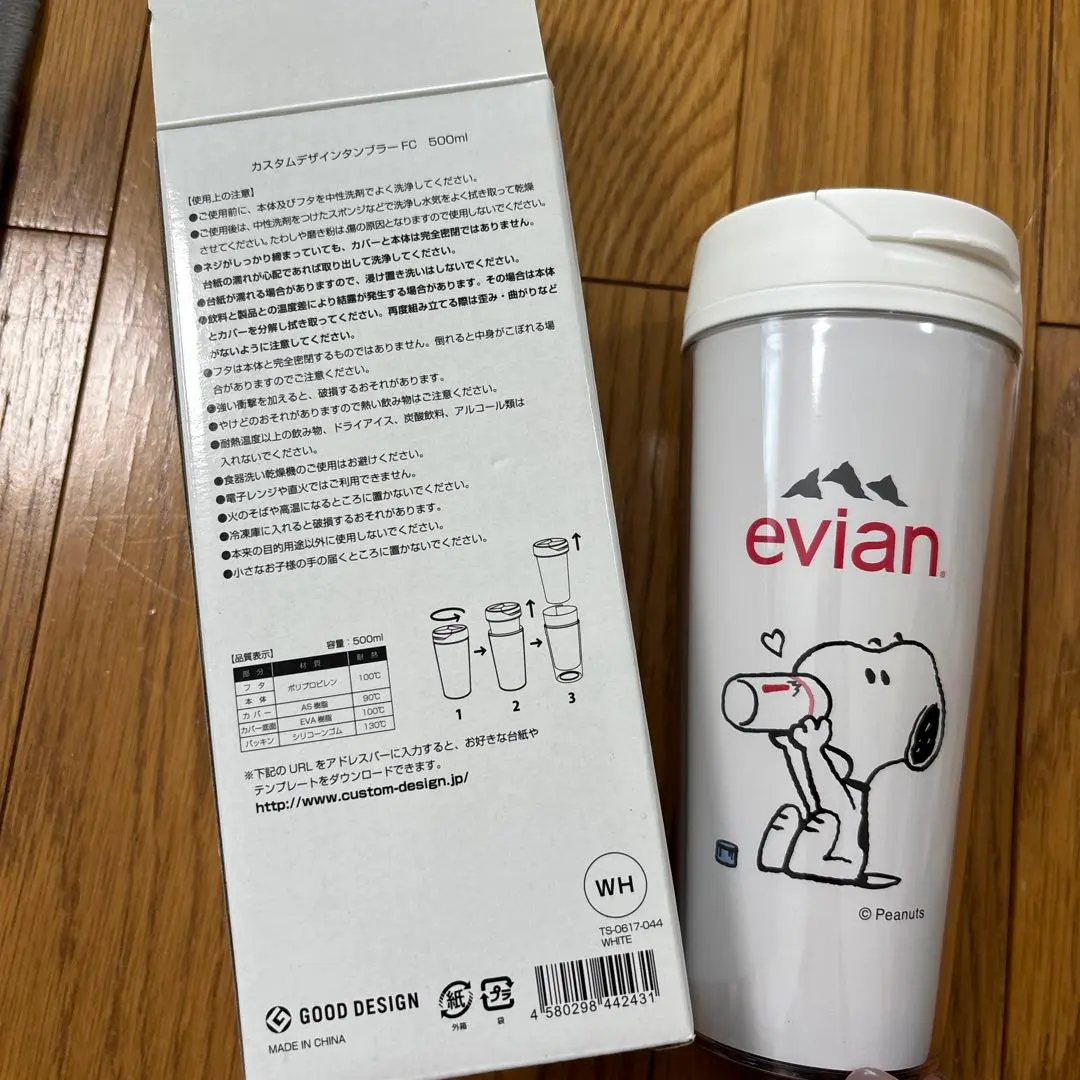 カスタムデザインタンブラーFC 500ml
【使用上の注意】
●ご使用前に、本体及びフタを中性洗剤でよく洗浄してください。
●ご使用後は、中性洗剤をつけたスポンジなどで洗浄し水気をよく拭き取って乾燥
させてください。たわしや磨き粉は、傷の原因となりますので使用しないでください。
●ネジがしっかり締まっていても、カバーと本体は完全密閉ではありません。
台紙の濡れが心配であれば取り出して洗浄してください。
●台紙が濡れる場合がありますので、浸け置き洗いはしないでください。
●飲料と製品との温度差により結露が発生する場合があります。その場合は本体
とカバーを分解し拭き取ってください。再度組み立てる際は歪み・曲がりなど
がないように注意してください。
●フタは本体と完全密閉するものではありません。倒れると中身がこぼれる場
合がありますのでご注意ください。
●強い衝撃を加えると、破損するおそれがあります。
●やけどのおそれがありますので熱い飲み物はご注意ください。
●耐熱温度以上の飲み物、ドライアイス、炭酸飲料、アルコール類は
入れないでください。
●食器洗い乾燥機のご使用はお避けください。
●電子レンジや直火ではご利用できません。
●火のそばや高温になるところに置かないでください。
●冷凍庫に入れると破損するおそれがあります。
●本来の目的用途以外に使用しないでください。
●小さなお子様の手の届くところに置かないでください。
【品質表示】 容量：500ml
部分 材質 耐熱
フタ ポリプロピレン 100℃
本体
カバー AS樹脂 90℃
カバー底面 EVA樹脂 100℃
パッキン シリコーンゴム 130℃
1 2 3
※下記のURLをアドレスバーに入力すると、お好きな台紙や
テンプレートをダウンロードできます。
http://www.custom-design.jp/
WH
TS-0617-044
WHITE
GOOD DESIGN
MADE IN CHINA
紙
外箱
プラ
袋
4 580298 442431
evian®
© Peanuts